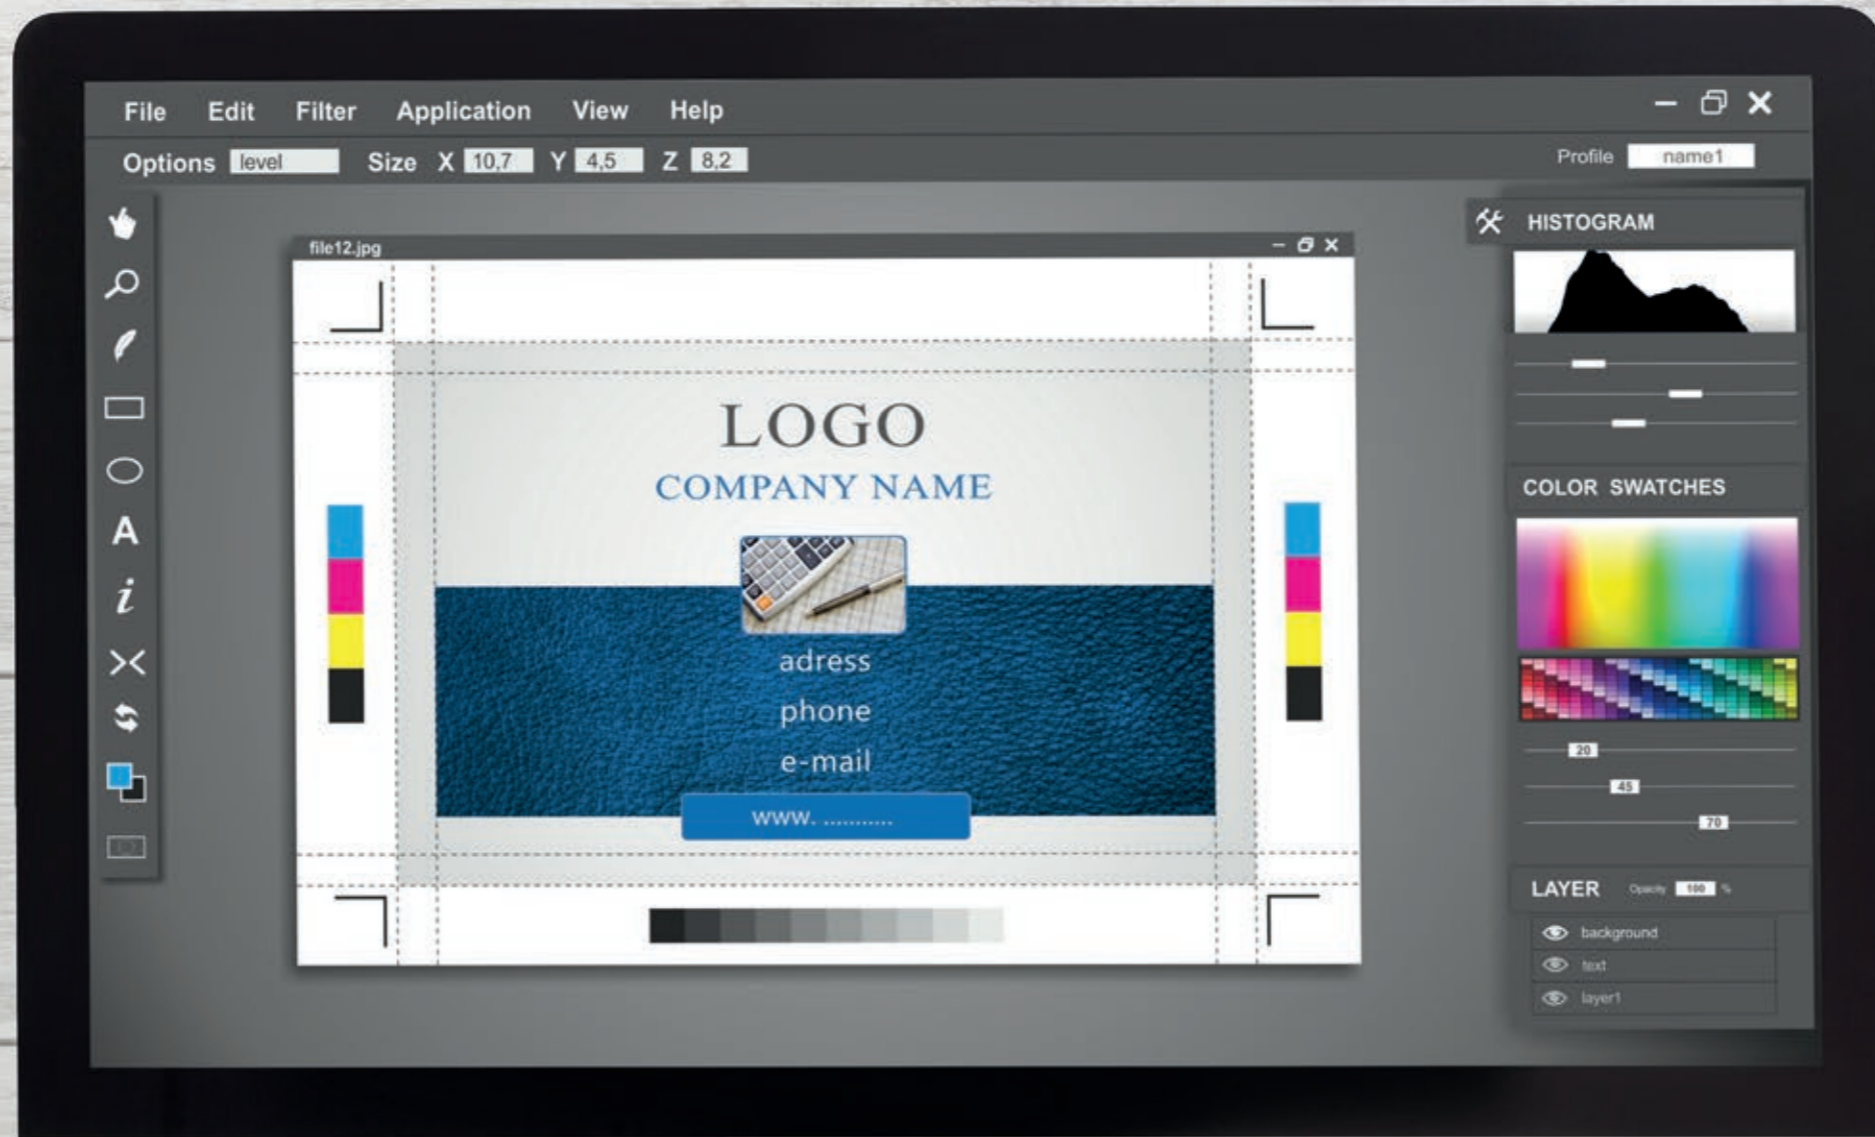 File Edit Filter Application View Help
Options level Size X 10,7 Y 4,5 Z 8,2 Profile name1
file12.jpg
LOGO
COMPANY NAME
adress
phone
e-mail
www. ...........
A
i
HISTOGRAM
COLOR SWATCHES
20
45
70
LAYER Opacity 100 %
background
text
layer1